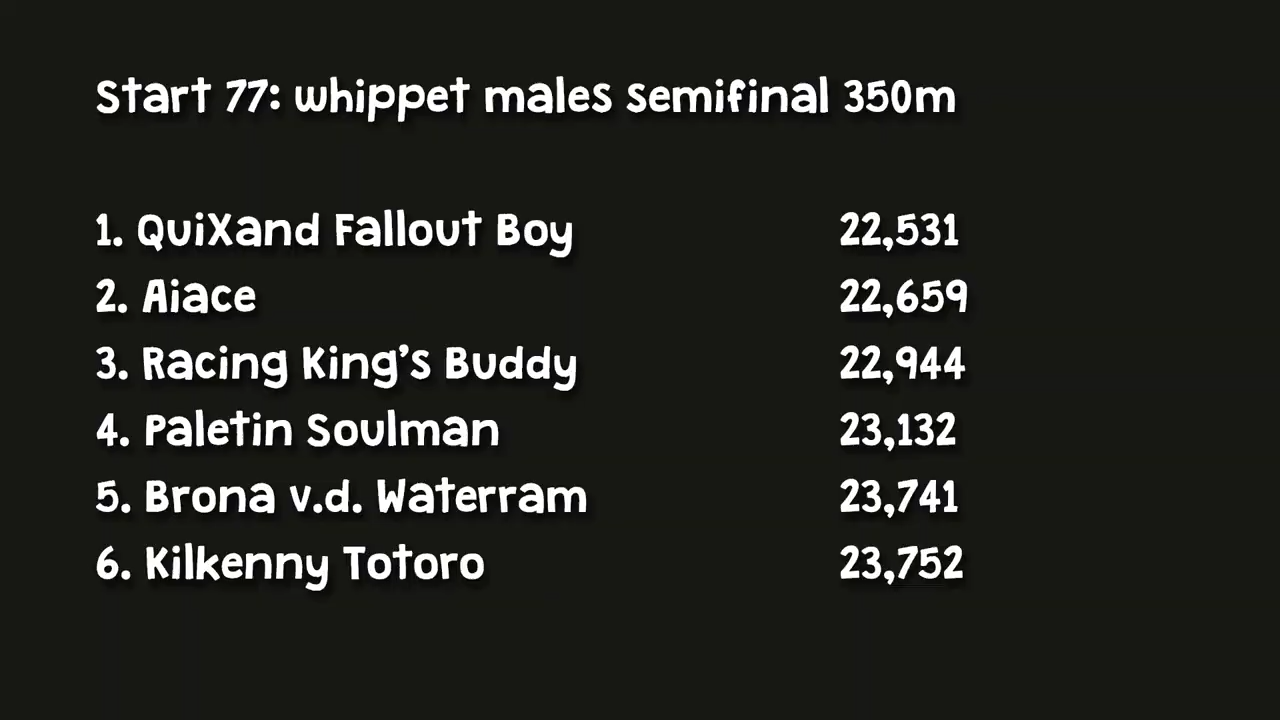 Start 77: whippet males semifinal 350m
1. QuiXand Fallout Boy 22,531
2. Aiace 22,659
3. Racing King's Buddy 22,944
4. Paletin Soulman 23,132
5. Brona v.d. Waterram 23,741
6. Kilkenny Totoro 23,752